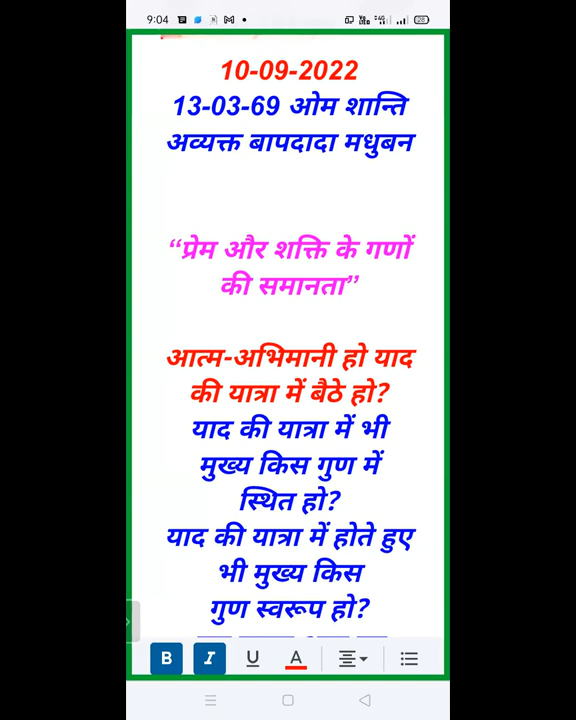 9:04
28
10-09-2022
13-03-69 ओम शान्ति
अव्यक्त बापदादा मधुबन
“प्रेम और शक्ति के गणों
की समानता”
आत्म-अभिमानी हो याद
की यात्रा में बैठे हो?
याद की यात्रा में भी
मुख्य किस गुण में
स्थित हो?
याद की यात्रा में होते हुए
भी मुख्य किस
गुण स्वरूप हो?
B I U A